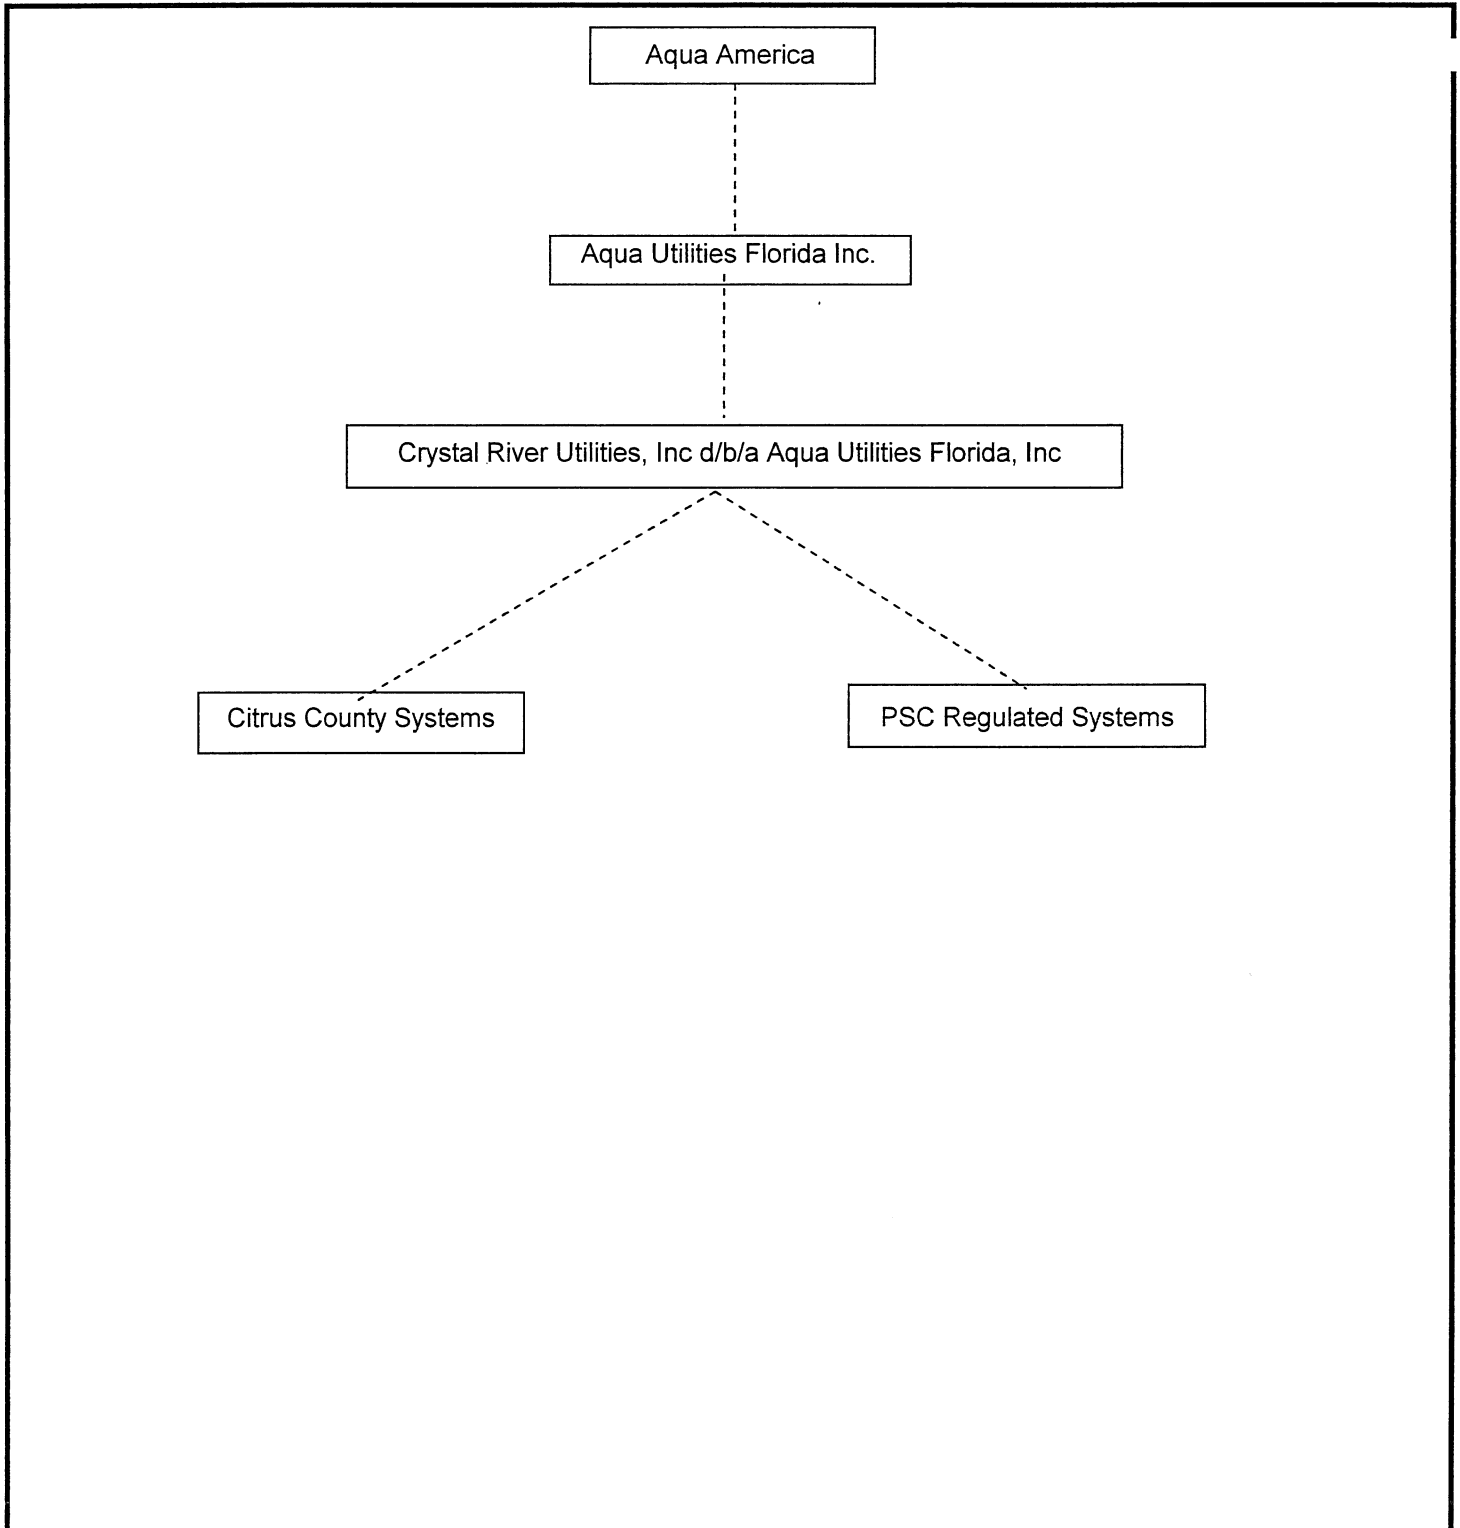 Aqua America
Aqua Utilities Florida Inc.
Crystal River Utilities, Inc d/b/a Aqua Utilities Florida, Inc
Citrus County Systems
PSC Regulated Systems